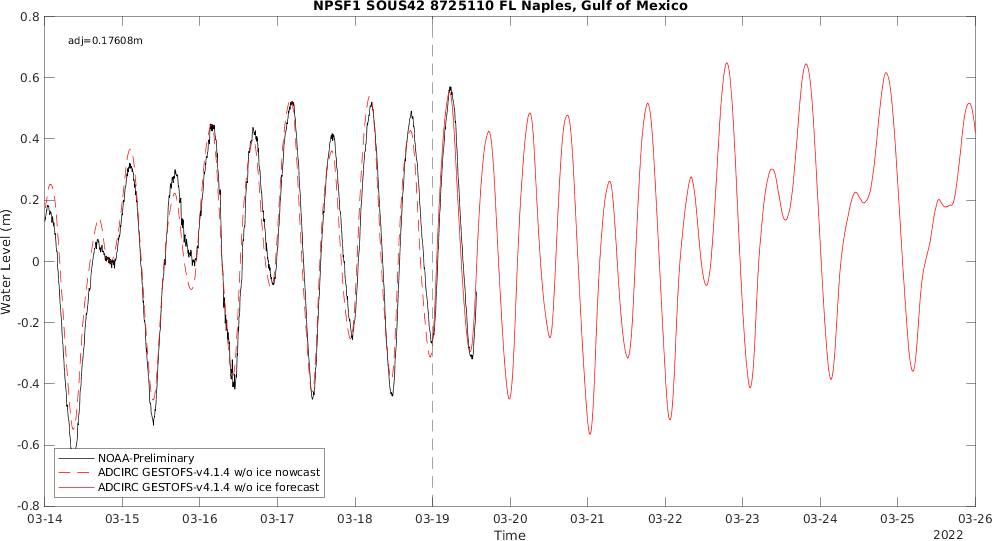 NPSF1 SOUS42 8725110 FL Naples, Gulf of Mexico
adj=0.17608m
0.8
0.6
0.4
0.2
0
-0.2
-0.4
-0.6
-0.8
Water Level (m)
NOAA-Preliminary
ADCIRC GESTOFS-v4.1.4 w/o ice nowcast
ADCIRC GESTOFS-v4.1.4 w/o ice forecast
03-14 03-15 03-16 03-17 03-18 03-19 03-20 03-21 03-22 03-23 03-24 03-25 03-26
Time
2022